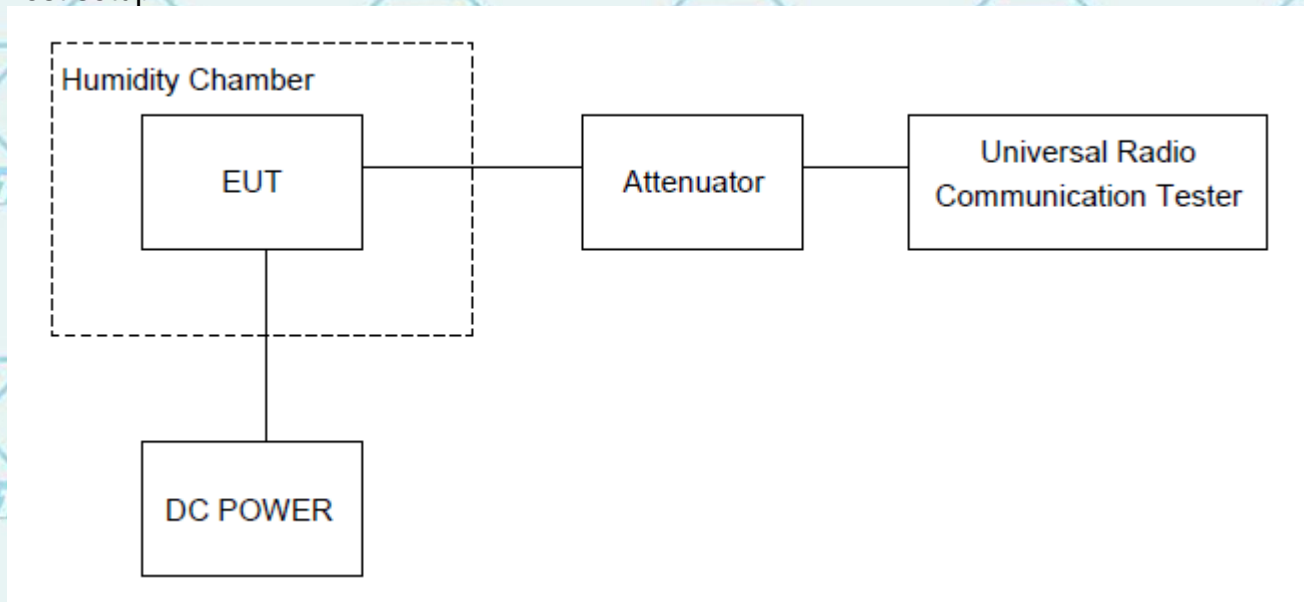 Humidity Chamber
EUT
Attenuator
Universal Radio
Communication Tester
DC POWER